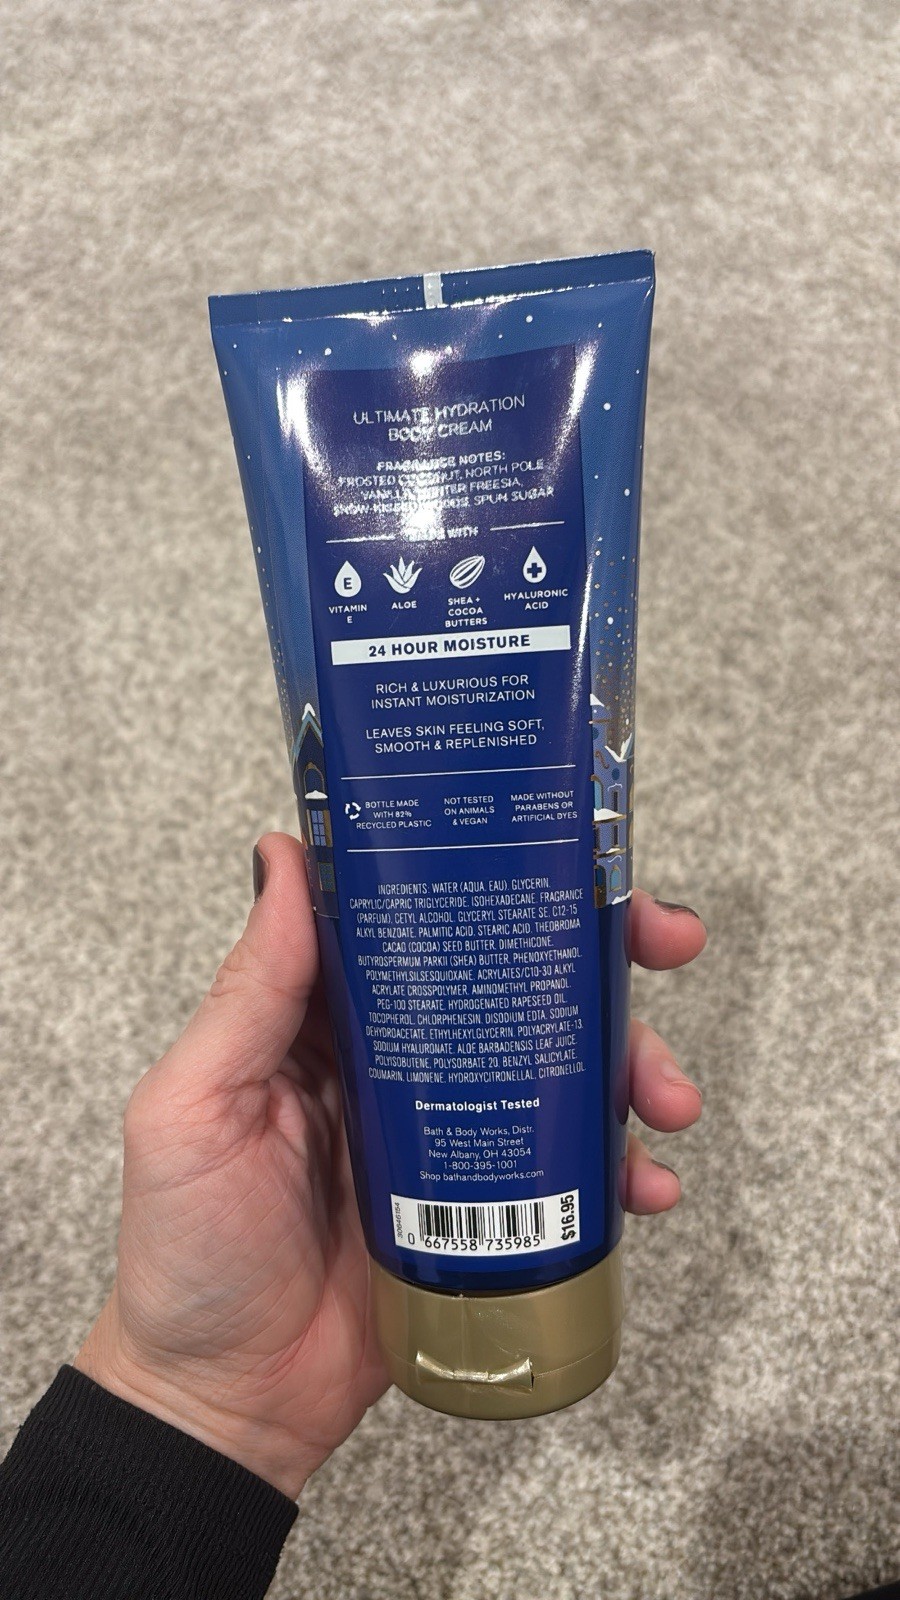 ULTIMATE HYDRATION
BODY CREAM
FRAGRANCE NOTES:
FROSTED COCONUT, NORTH POLE
VANILLA, WINTER FREESIA,
SNOW-KISSED WOODS, SPUN SUGAR
MADE WITH
E
VITAMIN
E
ALOE
SHEA +
COCOA
BUTTERS
HYALURONIC
ACID
24 HOUR MOISTURE
RICH & LUXURIOUS FOR
INSTANT MOISTURIZATION
LEAVES SKIN FEELING SOFT,
SMOOTH & REPLENISHED
BOTTLE MADE
WITH 82%
RECYCLED PLASTIC
NOT TESTED
ON ANIMALS
& VEGAN
MADE WITHOUT
PARABENS OR
ARTIFICIAL DYES
INGREDIENTS: WATER (AQUA, EAU), GLYCERIN,
CAPRYLIC/CAPRIC TRIGLYCERIDE, ISOHEXADECANE, FRAGRANCE
(PARFUM), CETYL ALCOHOL, GLYCERYL STEARATE SE, C12-15
ALKYL BENZOATE, PALMITIC ACID, STEARIC ACID, THEOBROMA
CACAO (COCOA) SEED BUTTER, DIMETHICONE,
BUTYROSPERMUM PARKII (SHEA) BUTTER, PHENOXYETHANOL,
POLYMETHYLSILSESQUIOXANE, ACRYLATES/C10-30 ALKYL
ACRYLATE CROSSPOLYMER, AMINOMETHYL PROPANOL,
PEG-100 STEARATE, HYDROGENATED RAPESEED OIL,
TOCOPHEROL, CHLORPHENESIN, DISODIUM EDTA, SODIUM
DEHYDROACETATE, ETHYLHEXYLGLYCERIN, POLYACRYLATE-13,
SODIUM HYALURONATE, ALOE BARBADENSIS LEAF JUICE,
POLYISOBUTENE, POLYSORBATE 20, BENZYL SALICYLATE,
COUMARIN, LIMONENE, HYDROXYCITRONELLAL, CITRONELLOL
Dermatologist Tested
Bath & Body Works, Distr.
95 West Main Street
New Albany, OH 43054
1-800-395-1001
Shop bathandbodyworks.com
0 667558 735985
$16.95